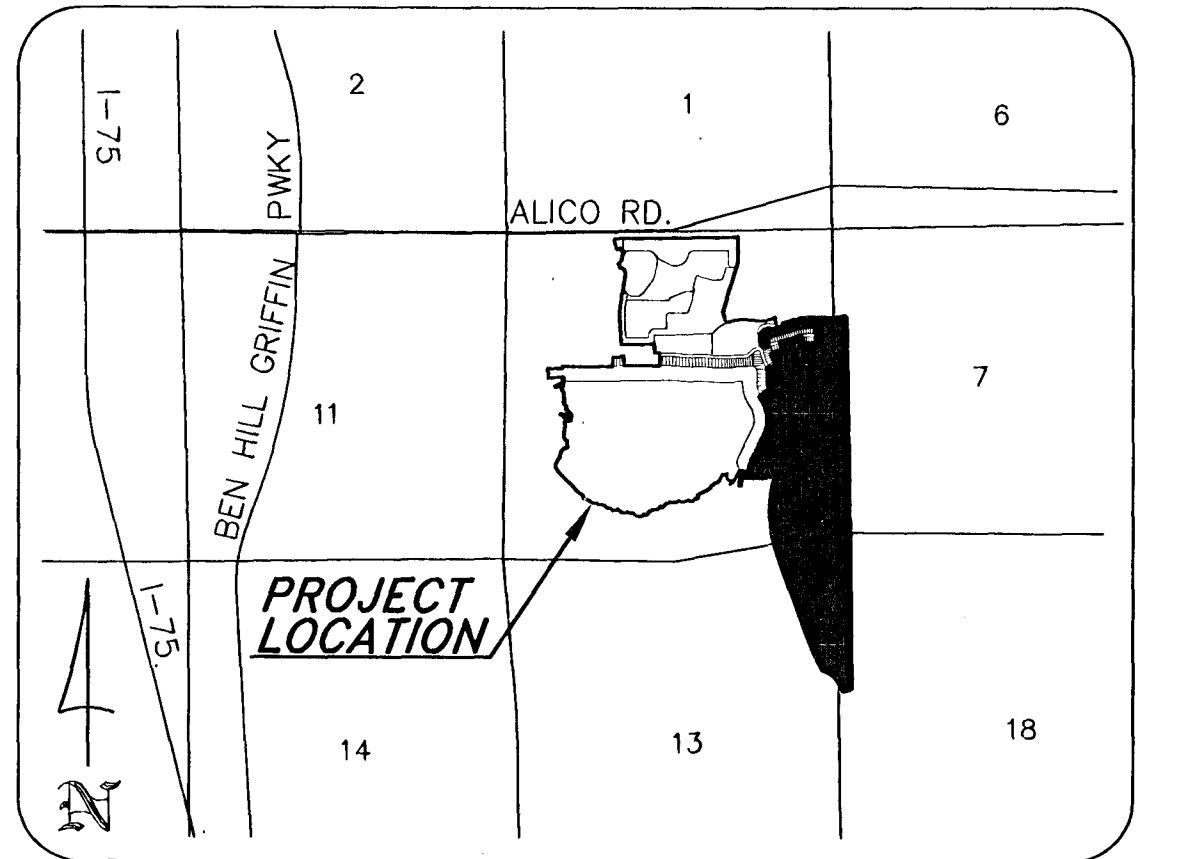 2
1
6
I-75
BEN HILL GRIFFIN PWKY
ALICO RD.
11
7
PROJECT
LOCATION
I-75
14
13
18
N